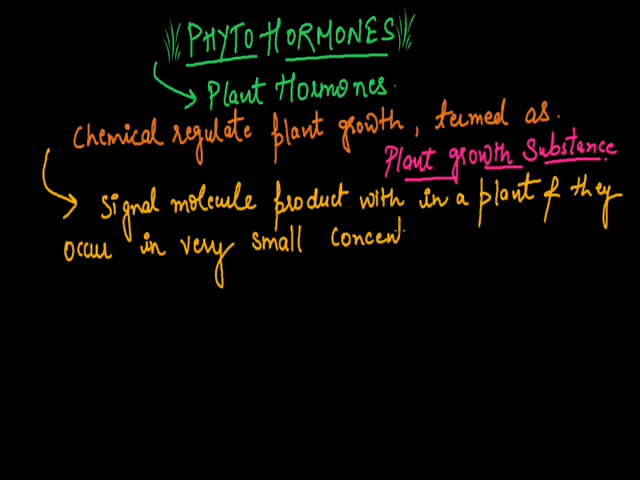 PHYTO HORMONES
Plant Hormones.
Chemical regulate plant growth, termed as.
Plant growth Substance
Signal molecule product with in a plant & they
occur in very small concent